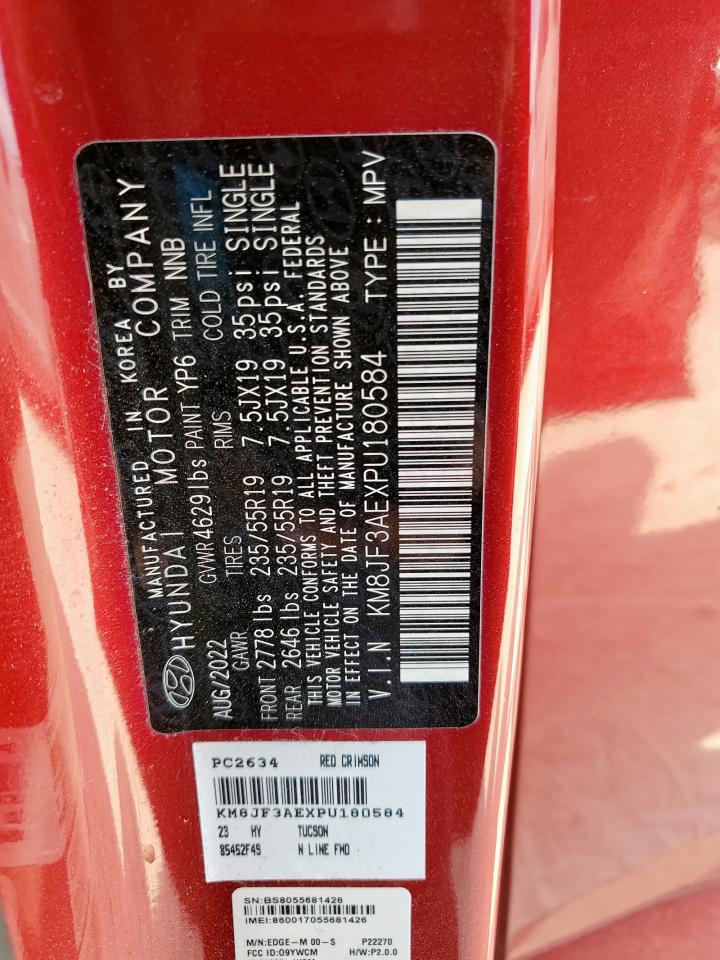 MANUFACTURED IN KOREA BY
HYUNDAI MOTOR COMPANY
AUG/2022 GVWR 4629 lbs PAINT YP6 TRIM NNB
GAWR TIRES RIMS COLD TIRE INFL
FRONT 2778 lbs 235/55R19 7.5JX19 35psi SINGLE
REAR 2646 lbs 235/55R19 7.5JX19 35psi SINGLE
THIS VEHICLE CONFORMS TO ALL APPLICABLE U.S.A. FEDERAL
MOTOR VEHICLE SAFETY AND THEFT PREVENTION STANDARDS
IN EFFECT ON THE DATE OF MANUFACTURE SHOWN ABOVE
V.I.N KM8JF3AEXPU180584 TYPE : MPV
PC2634 RED CRIMSON
KM8JF3AEXPU180584
23 HY TUCSON
85452F4S N LINE FWD
SN:BS8055681426
IMEI:860017055681426
M/N:EDGE-M 00-S P22270
FCC ID:O9YWCM H/W:P2.0.0